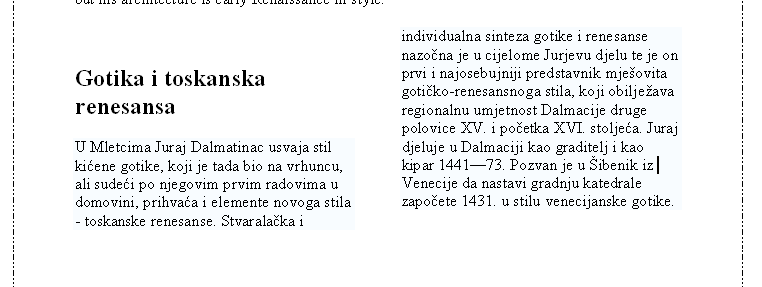 out his architecture is early Renaissance in style.
Gotika i toskanska
renesansa
U Mletcima Juraj Dalmatinac usvaja stil
kićene gotike, koji je tada bio na vrhuncu,
ali sudeći po njegovim prvim radovima u
domovini, prihvaća i elemente novoga stila
- toskanske renesanse. Stvaralačka i
individualna sinteza gotike i renesanse
nazočna je u cijelome Jurjevu djelu te je on
prvi i najosebujniji predstavnik mješovita
gotičko-renesansnoga stila, koji obilježava
regionalnu umjetnost Dalmacije druge
polovice XV. i početka XVI. stoljeća. Juraj
djeluje u Dalmaciji kao graditelj i kao
kipar 1441—73. Pozvan je u Šibenik iz
Venecije da nastavi gradnju katedrale
započete 1431. u stilu venecijanske gotike.